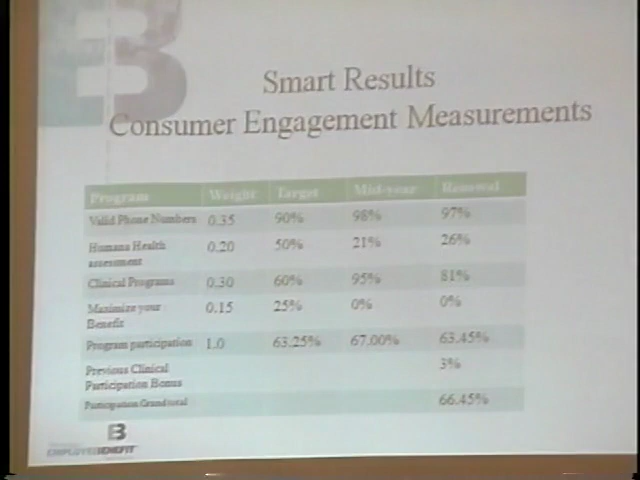 B
Smart Results
Consumer Engagement Measurements
Program Weight Target Mid-year Renewal
Valid Phone Numbers 0.35 90% 98% 97%
Humana Health
assessment 0.20 50% 21% 26%
Clinical Programs 0.30 60% 95% 81%
Maximize your
Benefit 0.15 25% 0% 0%
Program participation 1.0 63.25% 67.00% 63.45%
Previous Clinical
Participation Bonus 3%
Participation Grand total 66.45%
B
EMPLOYEEBENEFIT